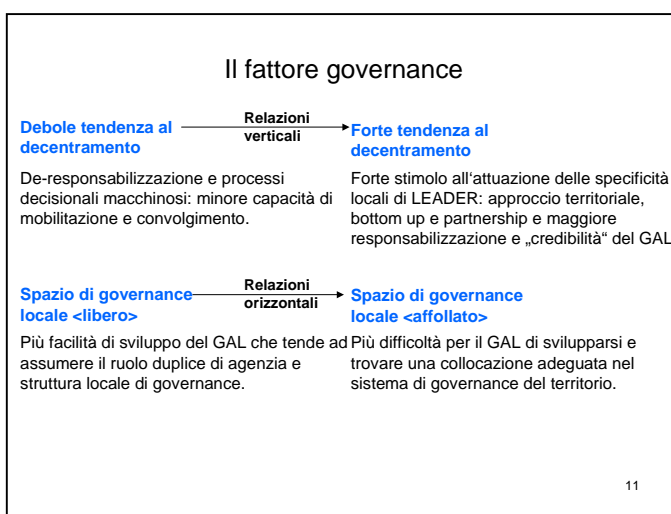 Il fattore governance
Debole tendenza al
decentramento
Relazioni
verticali
Forte tendenza al
decentramento
De-responsabilizzazione e processi
decisionali macchinosi: minore capacità di
mobilitazione e convolgimento.
Forte stimolo all'attuazione delle specificità
locali di LEADER: approccio territoriale,
bottom up e partnership e maggiore
responsabilizzazione e „credibilità“ del GAL
Spazio di governance
locale <libero>
Relazioni
orizzontali
Spazio di governance
locale <affollato>
Più facilità di sviluppo del GAL che tende ad
assumere il ruolo duplice di agenzia e
struttura locale di governance.
Più difficoltà per il GAL di svilupparsi e
trovare una collocazione adeguata nel
sistema di governance del territorio.
11